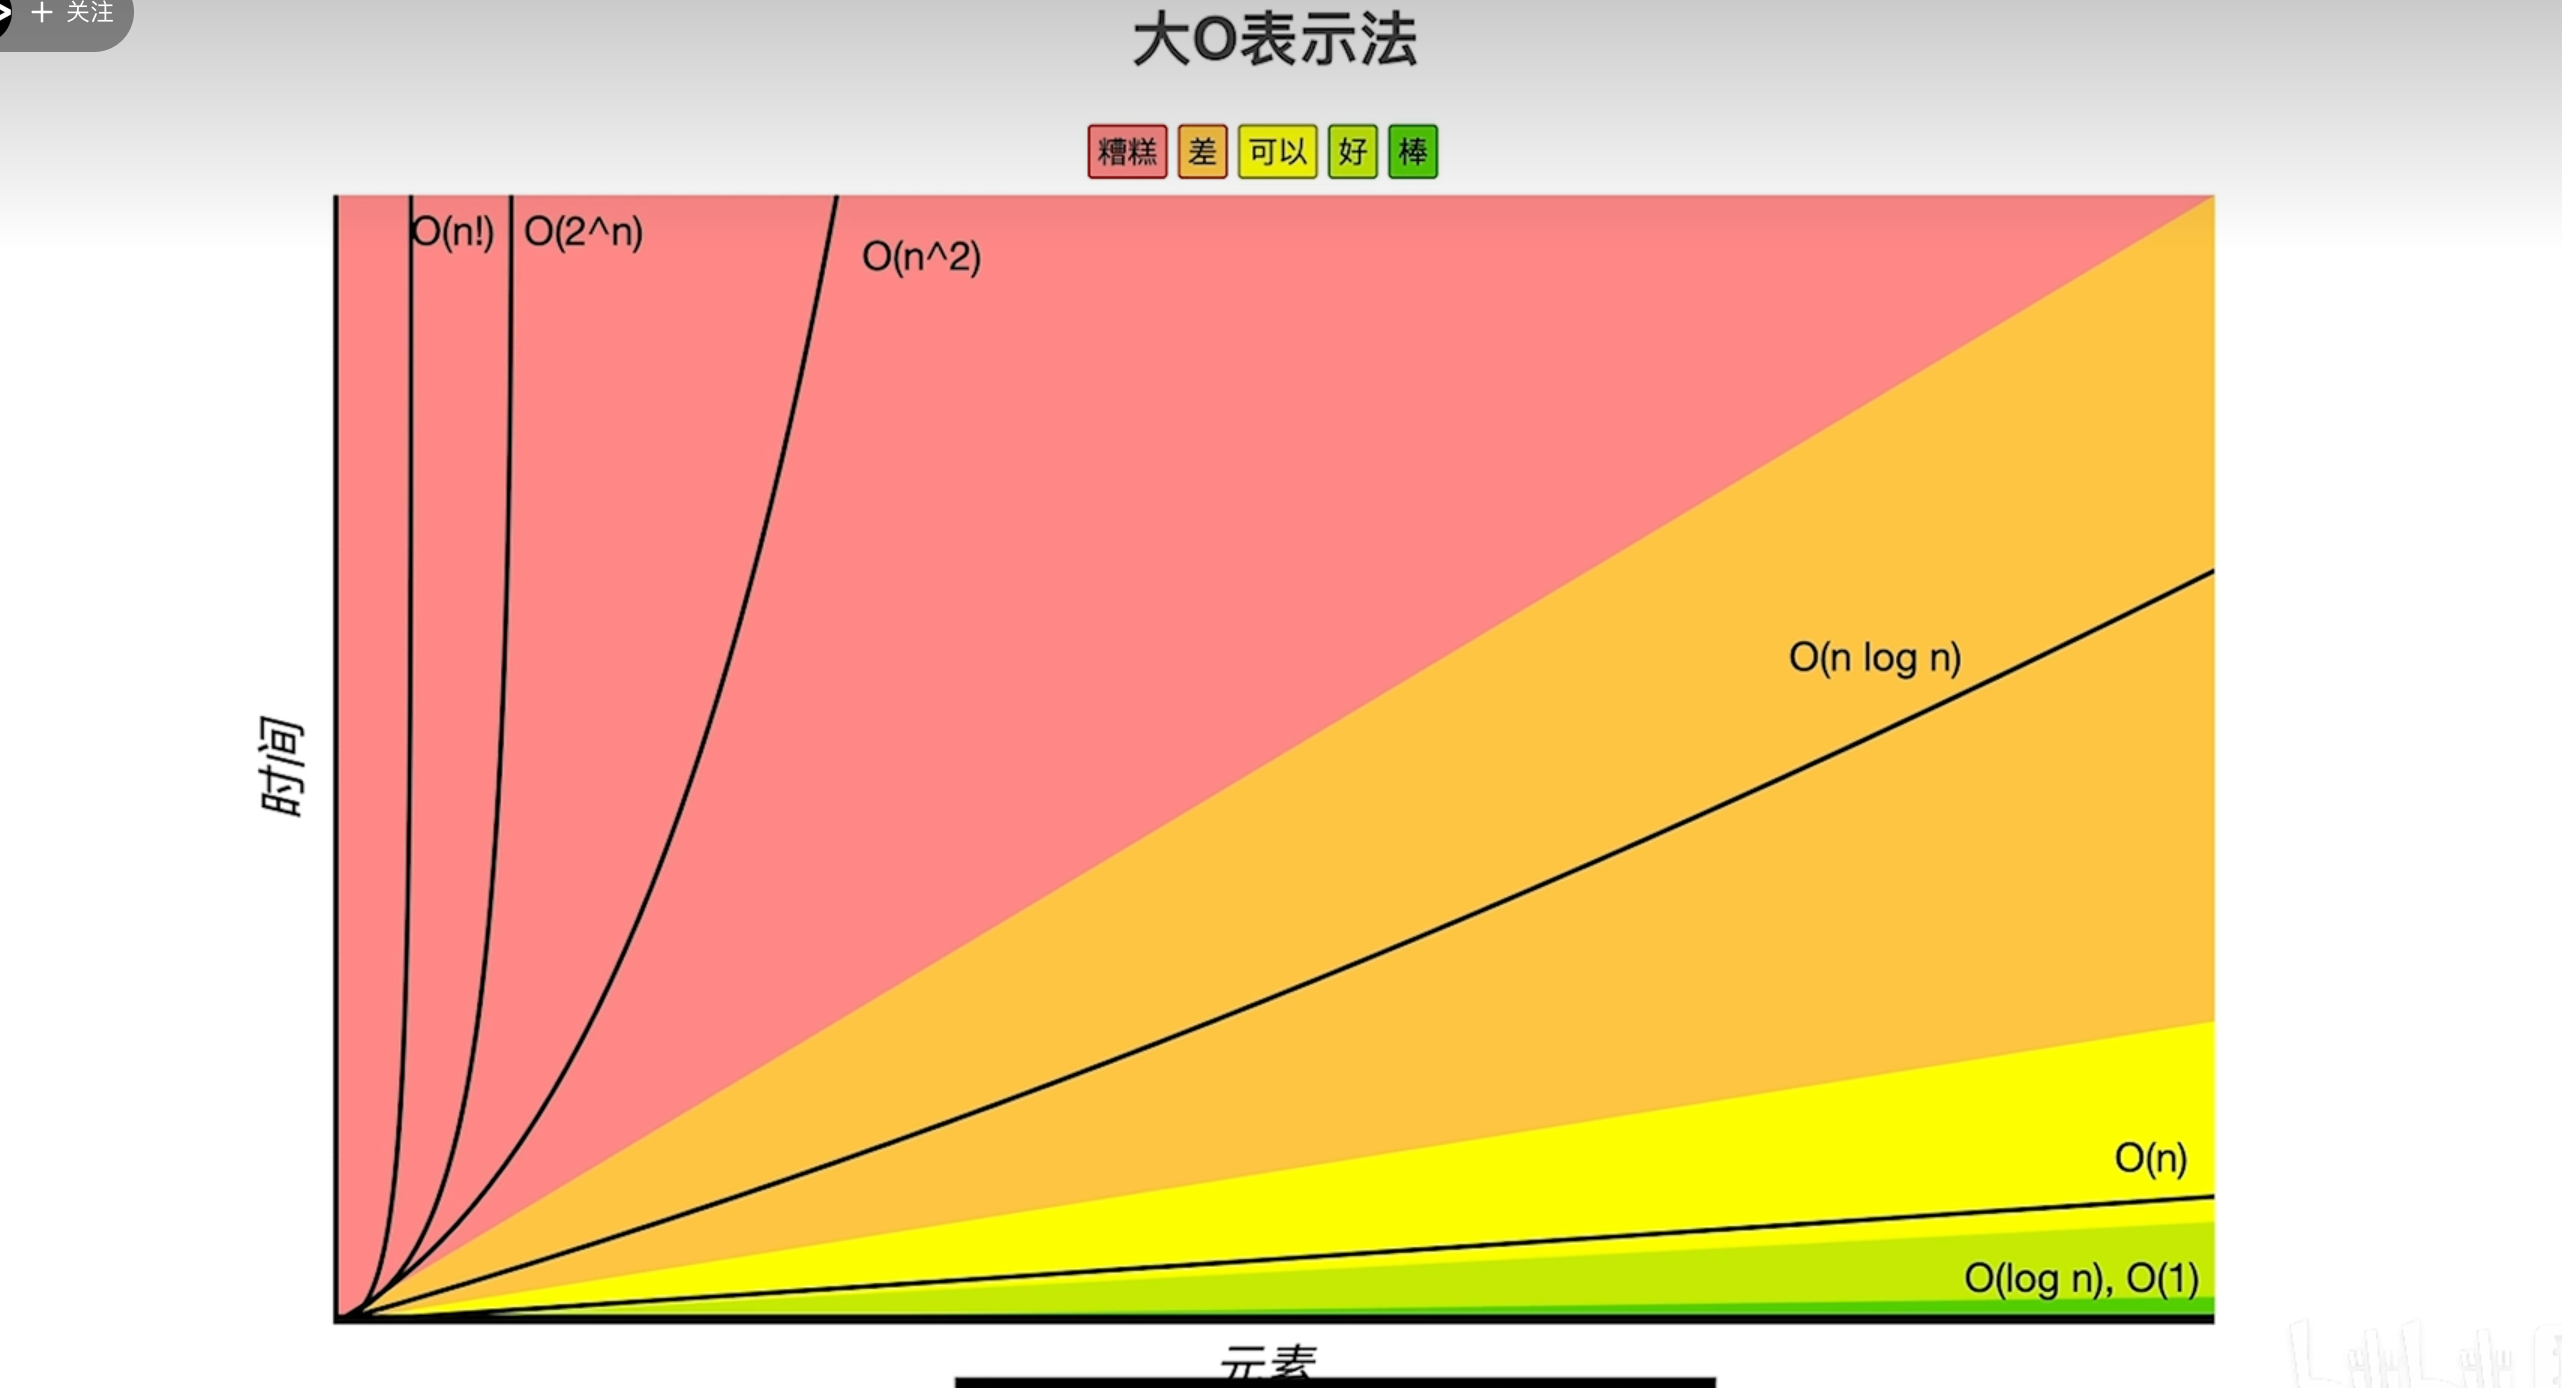 + 关注
大O表示法
糟糕 差 可以 好 棒
O(n!) O(2^n)
O(n^2)
O(n log n)
时间
O(n)
O(log n), O(1)
元素